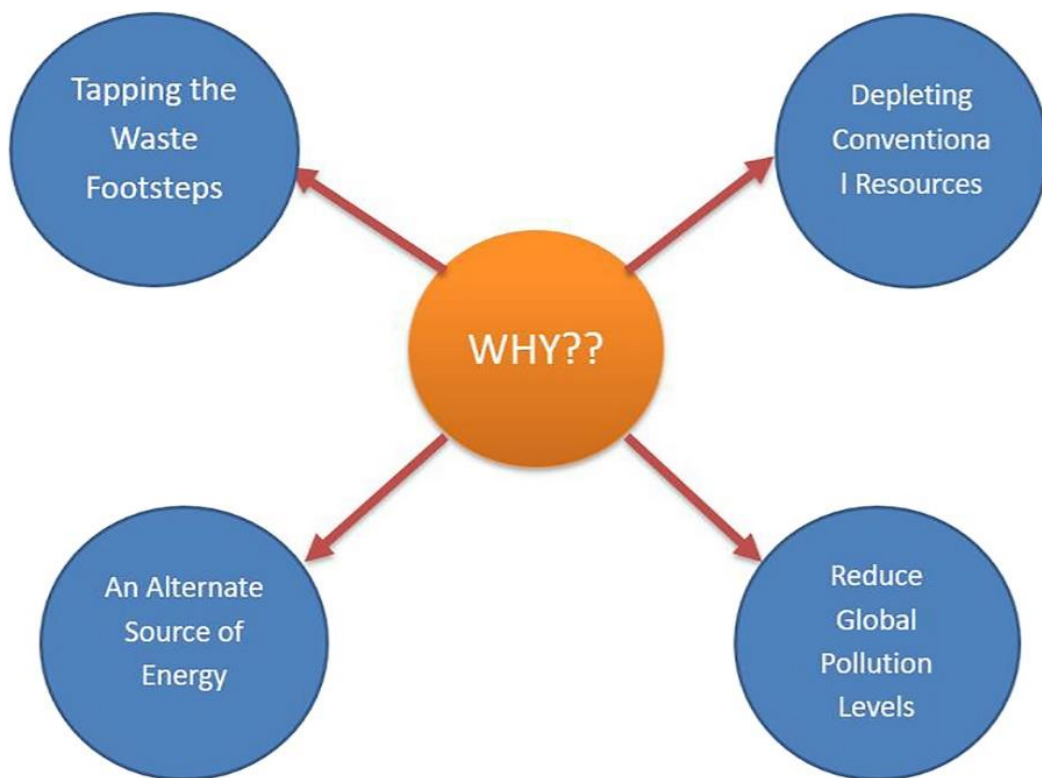 Tapping the
Waste
Footsteps
Depleting
Conventiona
l Resources
WHY??
An Alternate
Source of
Energy
Reduce
Global
Pollution
Levels